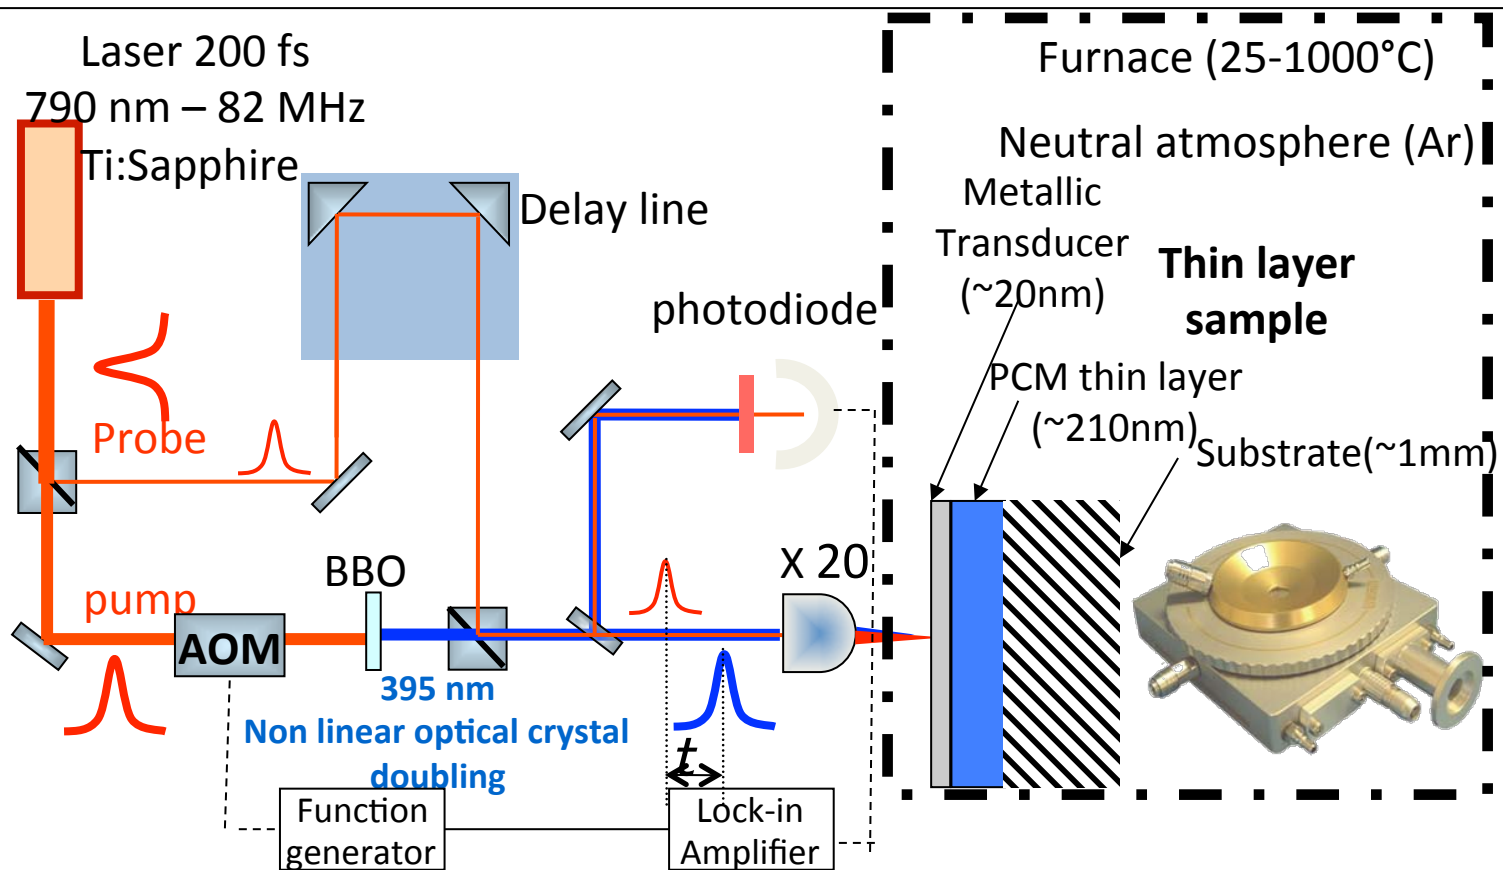 Laser 200 fs
790 nm – 82 MHz
Ti:Sapphire
Delay line
photodiode
Probe
pump
AOM
BBO
395 nm
Non linear optical crystal
doubling
X 20
t
Function
generator
Lock-in
Amplifier
Furnace (25-1000°C)
Neutral atmosphere (Ar)
Metallic
Transducer
(~20nm)
Thin layer
sample
PCM thin layer
(~210nm)
Substrate(~1mm)